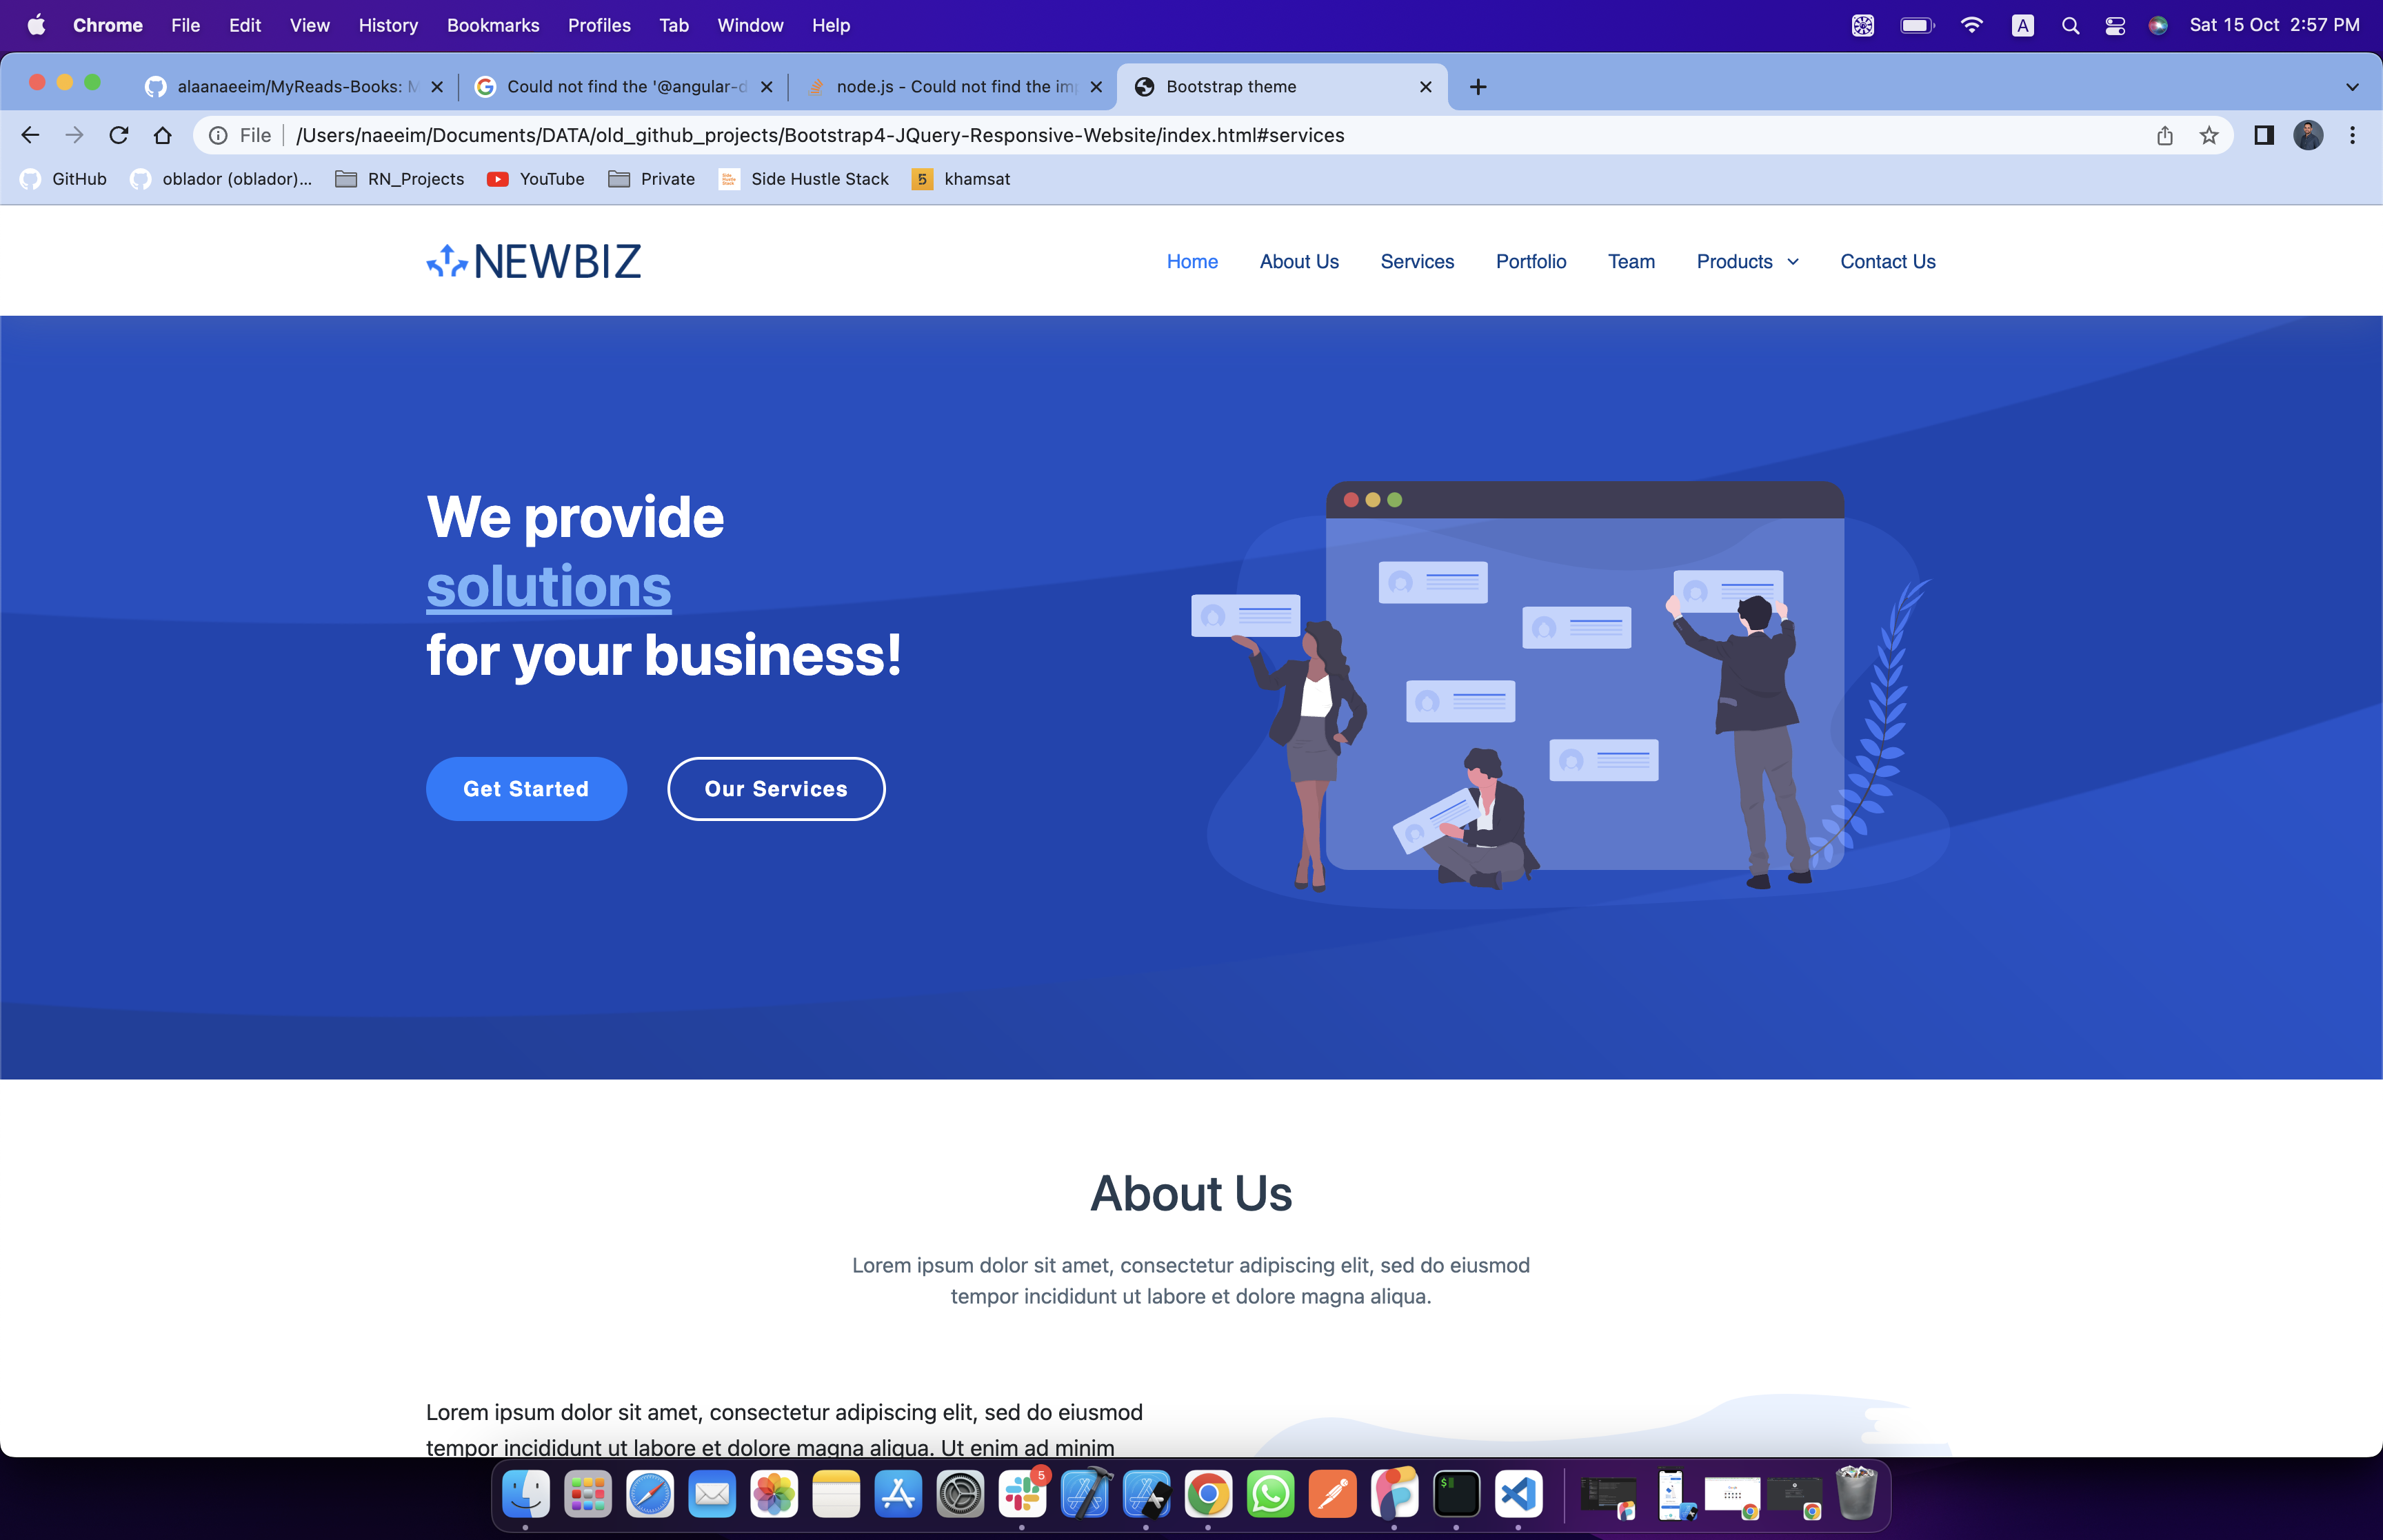 Chrome File Edit View History Bookmarks Profiles Tab Window Help A Sat 15 Oct 2:57 PM
alaanaeeim/MyReads-Books: M Could not find the '@angular-d node.js - Could not find the im Bootstrap theme
File /Users/naeeim/Documents/DATA/old_github_projects/Bootstrap4-JQuery-Responsive-Website/index.html#services
GitHub oblador (oblador)... RN_Projects YouTube Private Side Hustle Stack 5 khamsat
NEWBIZ Home About Us Services Portfolio Team Products Contact Us
We provide
solutions
for your business!
Get Started Our Services
About Us
Lorem ipsum dolor sit amet, consectetur adipiscing elit, sed do eiusmod
tempor incididunt ut labore et dolore magna aliqua.
Lorem ipsum dolor sit amet, consectetur adipiscing elit, sed do eiusmod
tempor incididunt ut labore et dolore magna aliqua. Ut enim ad minim
5
$